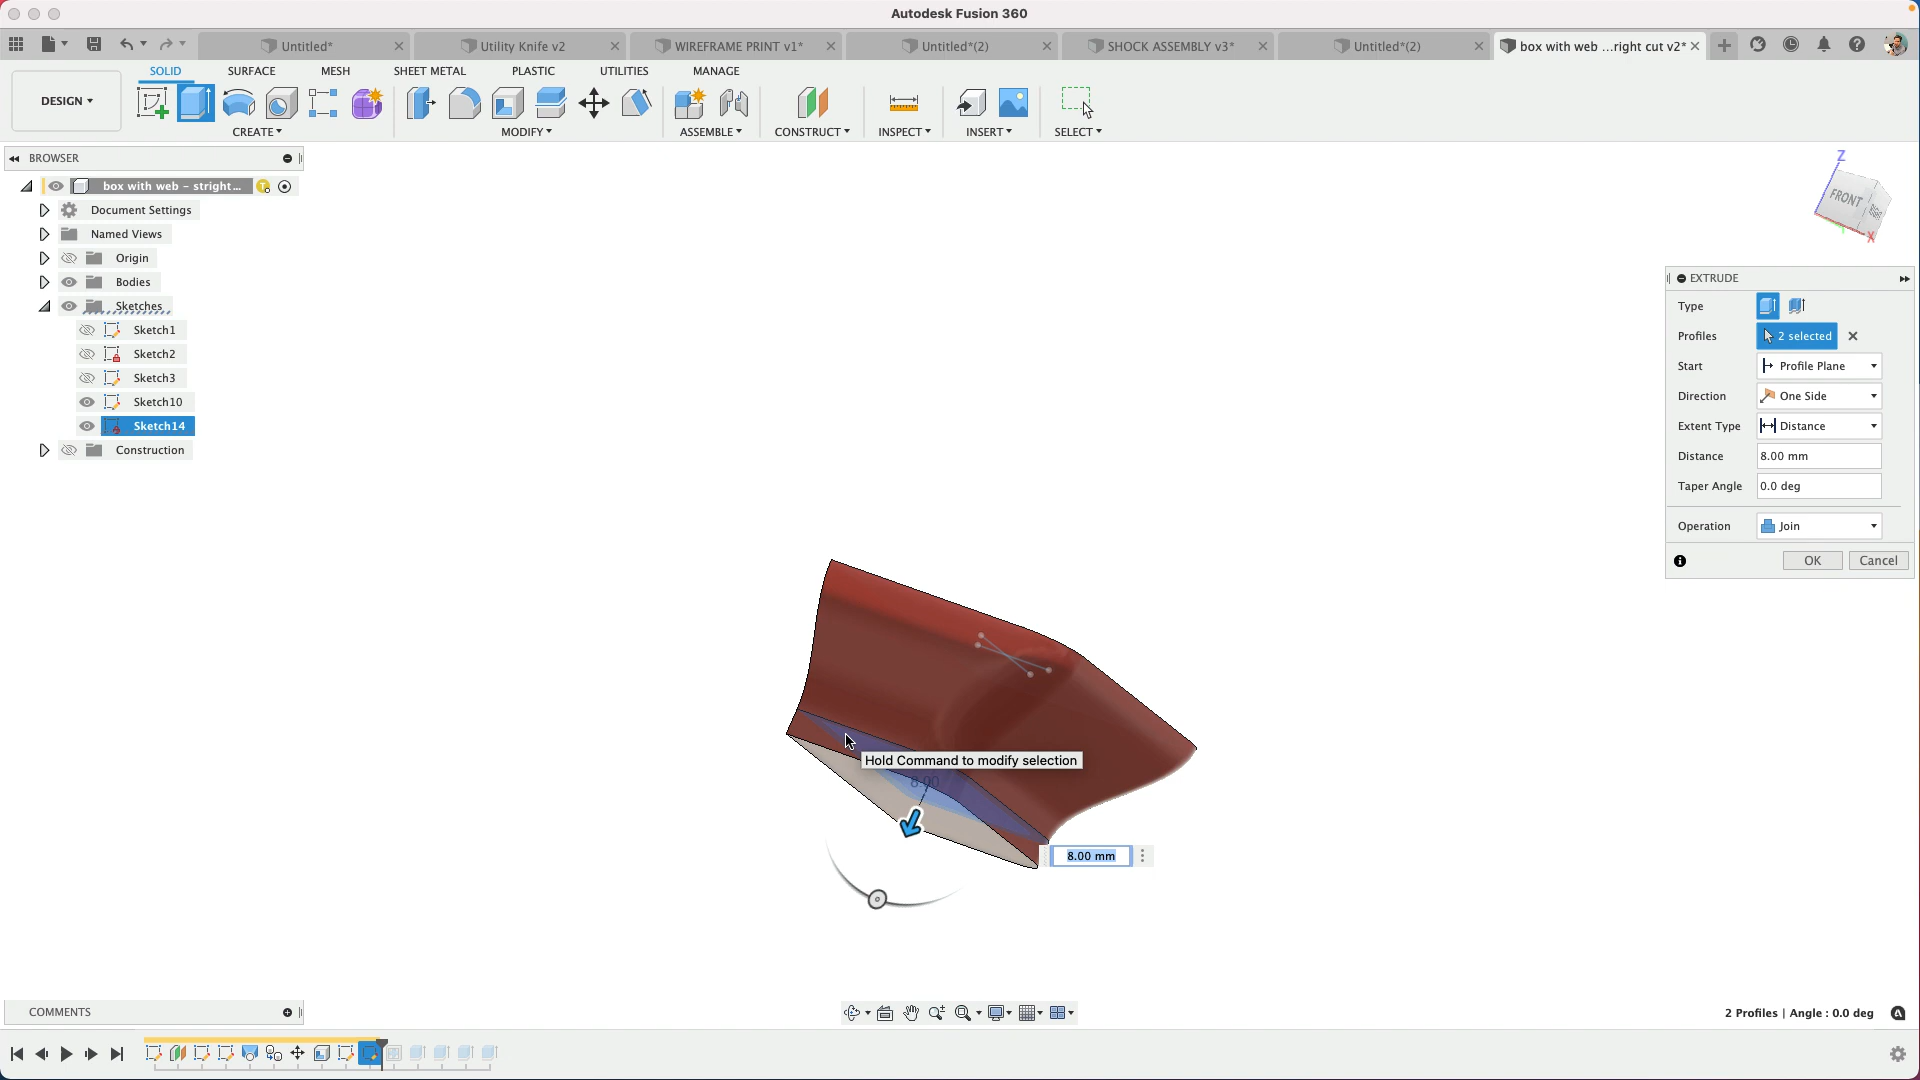 Autodesk Fusion 360
Untitled*
Utility Knife v2
WIREFRAME PRINT v1*
Untitled*(2)
SHOCK ASSEMBLY v3*
Untitled*(2)
box with web ...right cut v2*
SOLID
SURFACE
MESH
SHEET METAL
PLASTIC
UTILITIES
MANAGE
DESIGN
CREATE
MODIFY
ASSEMBLE
CONSTRUCT
INSPECT
INSERT
SELECT
BROWSER
box with web - stright...
Document Settings
Named Views
Origin
Bodies
Sketches
Sketch1
Sketch2
Sketch3
Sketch10
Sketch14
Construction
Z
FRONT
X
EXTRUDE
Type
Profiles 2 selected
Start Profile Plane
Direction One Side
Extent Type Distance
Distance 8.00 mm
Taper Angle 0.0 deg
Operation Join
OK Cancel
Hold Command to modify selection
8.00
8.00 mm
COMMENTS
2 Profiles | Angle : 0.0 deg